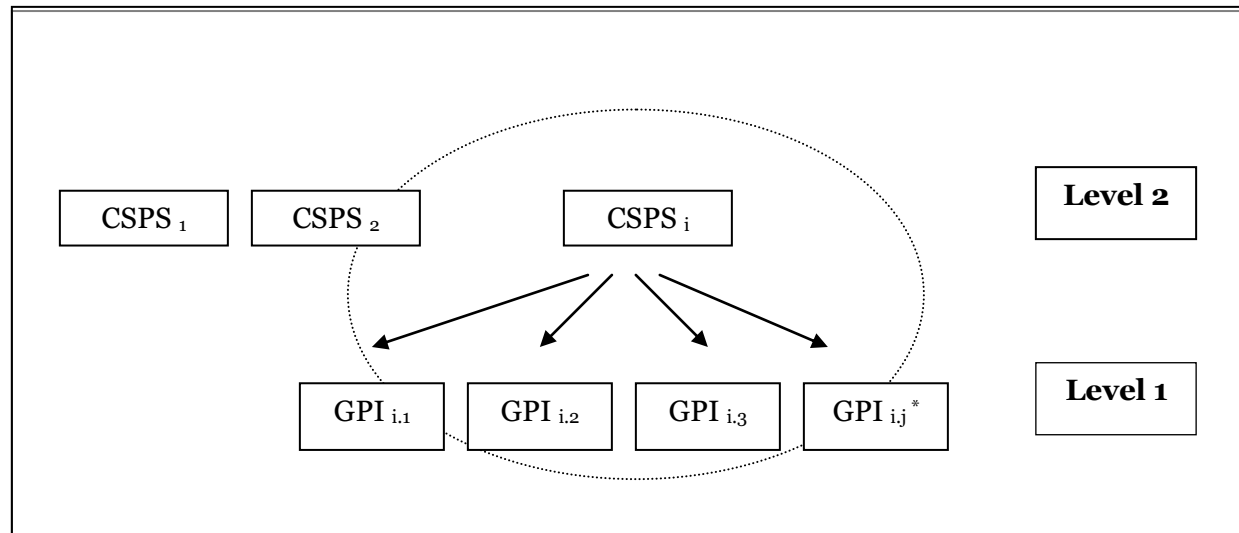 CSPS 1
CSPS 2
CSPS i
Level 2
GPI i.1
GPI i.2
GPI i.3
GPI i.j *
Level 1